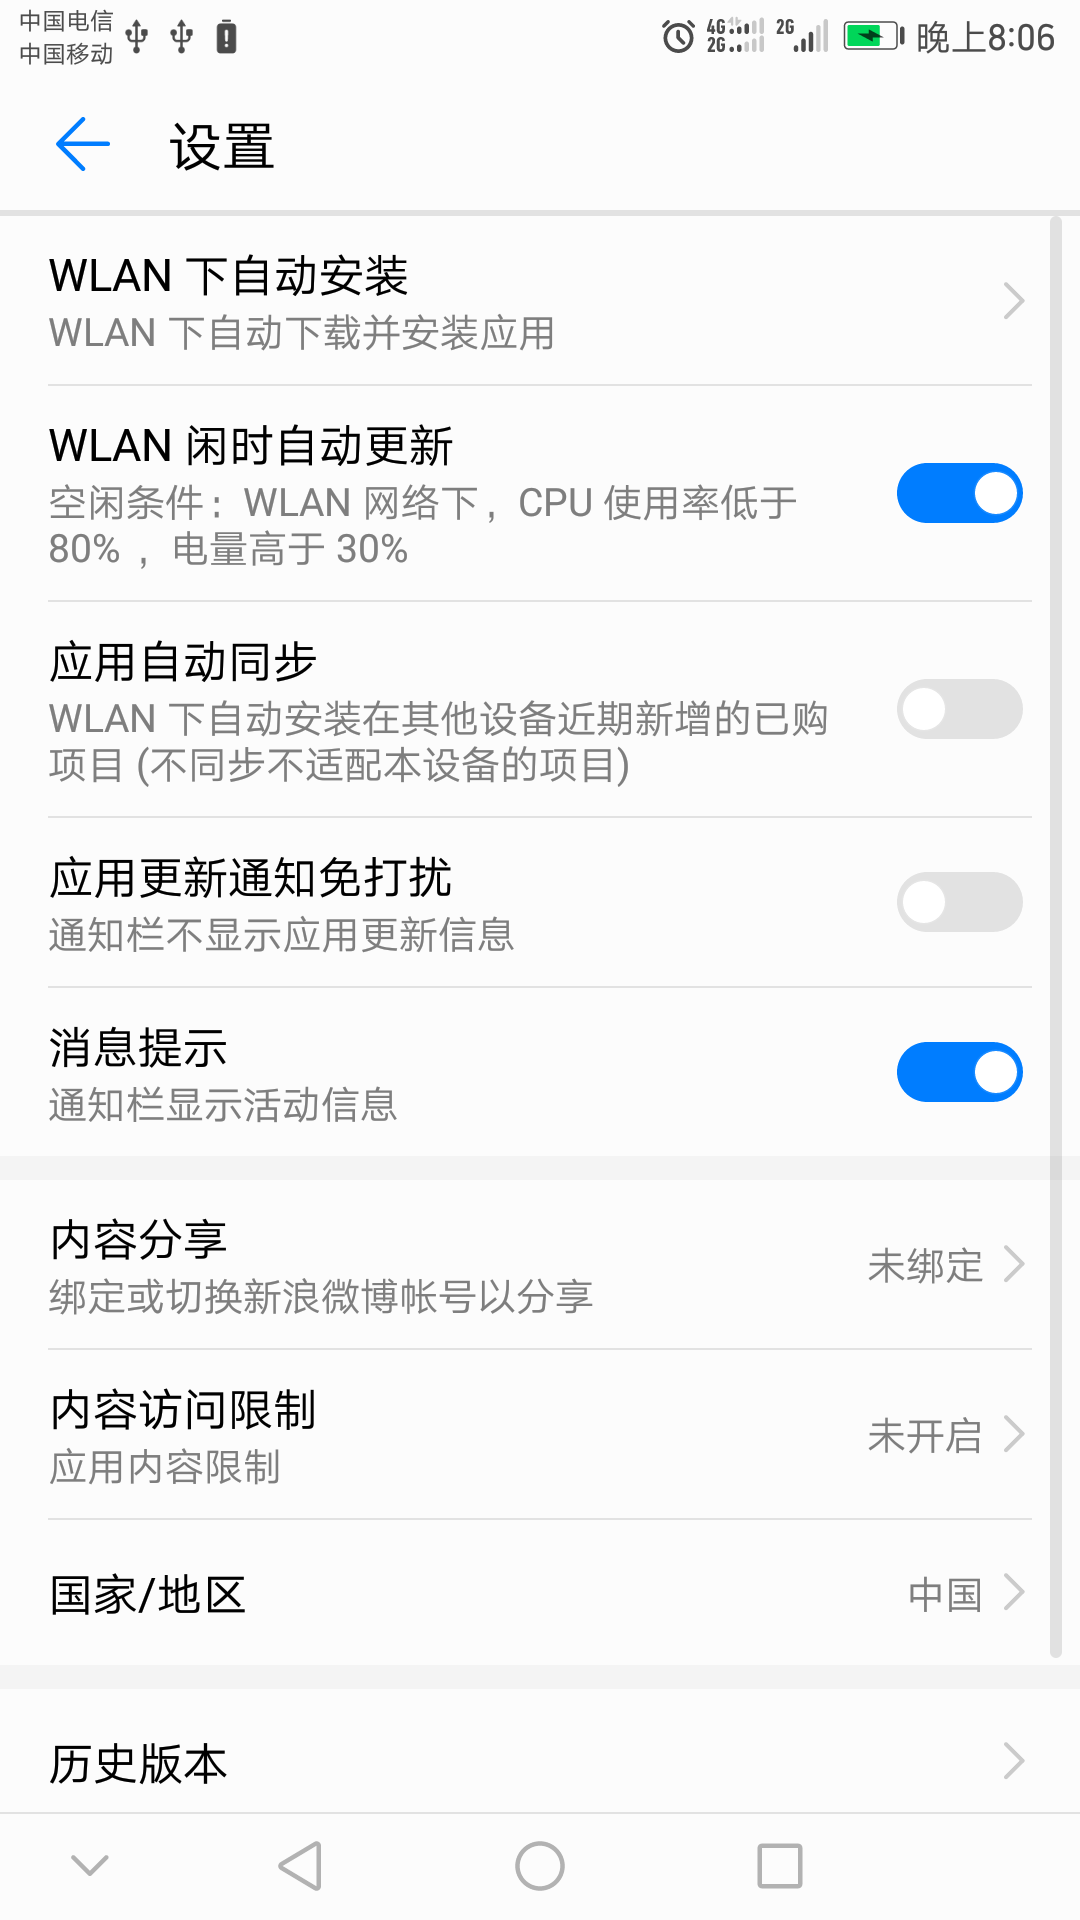 中国电信
中国移动
4G
2G
2G
晚上8:06
设置
WLAN 下自动安装
WLAN 下自动下载并安装应用
WLAN 闲时自动更新
空闲条件：WLAN 网络下，CPU 使用率低于
80% ，电量高于 30%
应用自动同步
WLAN 下自动安装在其他设备近期新增的已购
项目 (不同步不适配本设备的项目)
应用更新通知免打扰
通知栏不显示应用更新信息
消息提示
通知栏显示活动信息
内容分享
绑定或切换新浪微博帐号以分享
未绑定
内容访问限制
应用内容限制
未开启
国家/地区
中国
历史版本